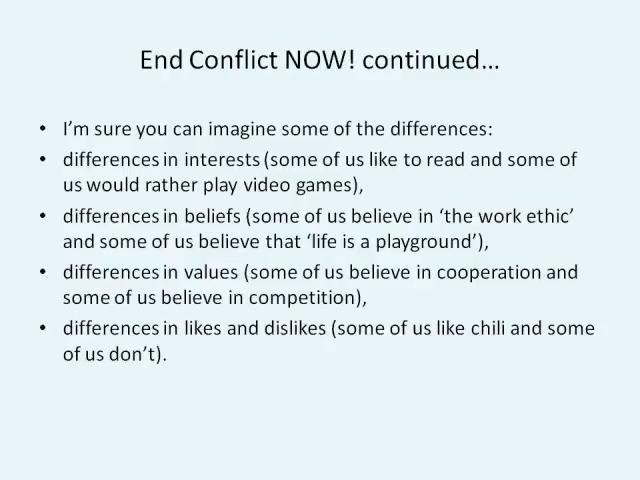 End Conflict NOW! continued…
• I’m sure you can imagine some of the differences:
• differences in interests (some of us like to read and some of
us would rather play video games),
• differences in beliefs (some of us believe in ‘the work ethic’
and some of us believe that ‘life is a playground’),
• differences in values (some of us believe in cooperation and
some of us believe in competition),
• differences in likes and dislikes (some of us like chili and some
of us don’t).